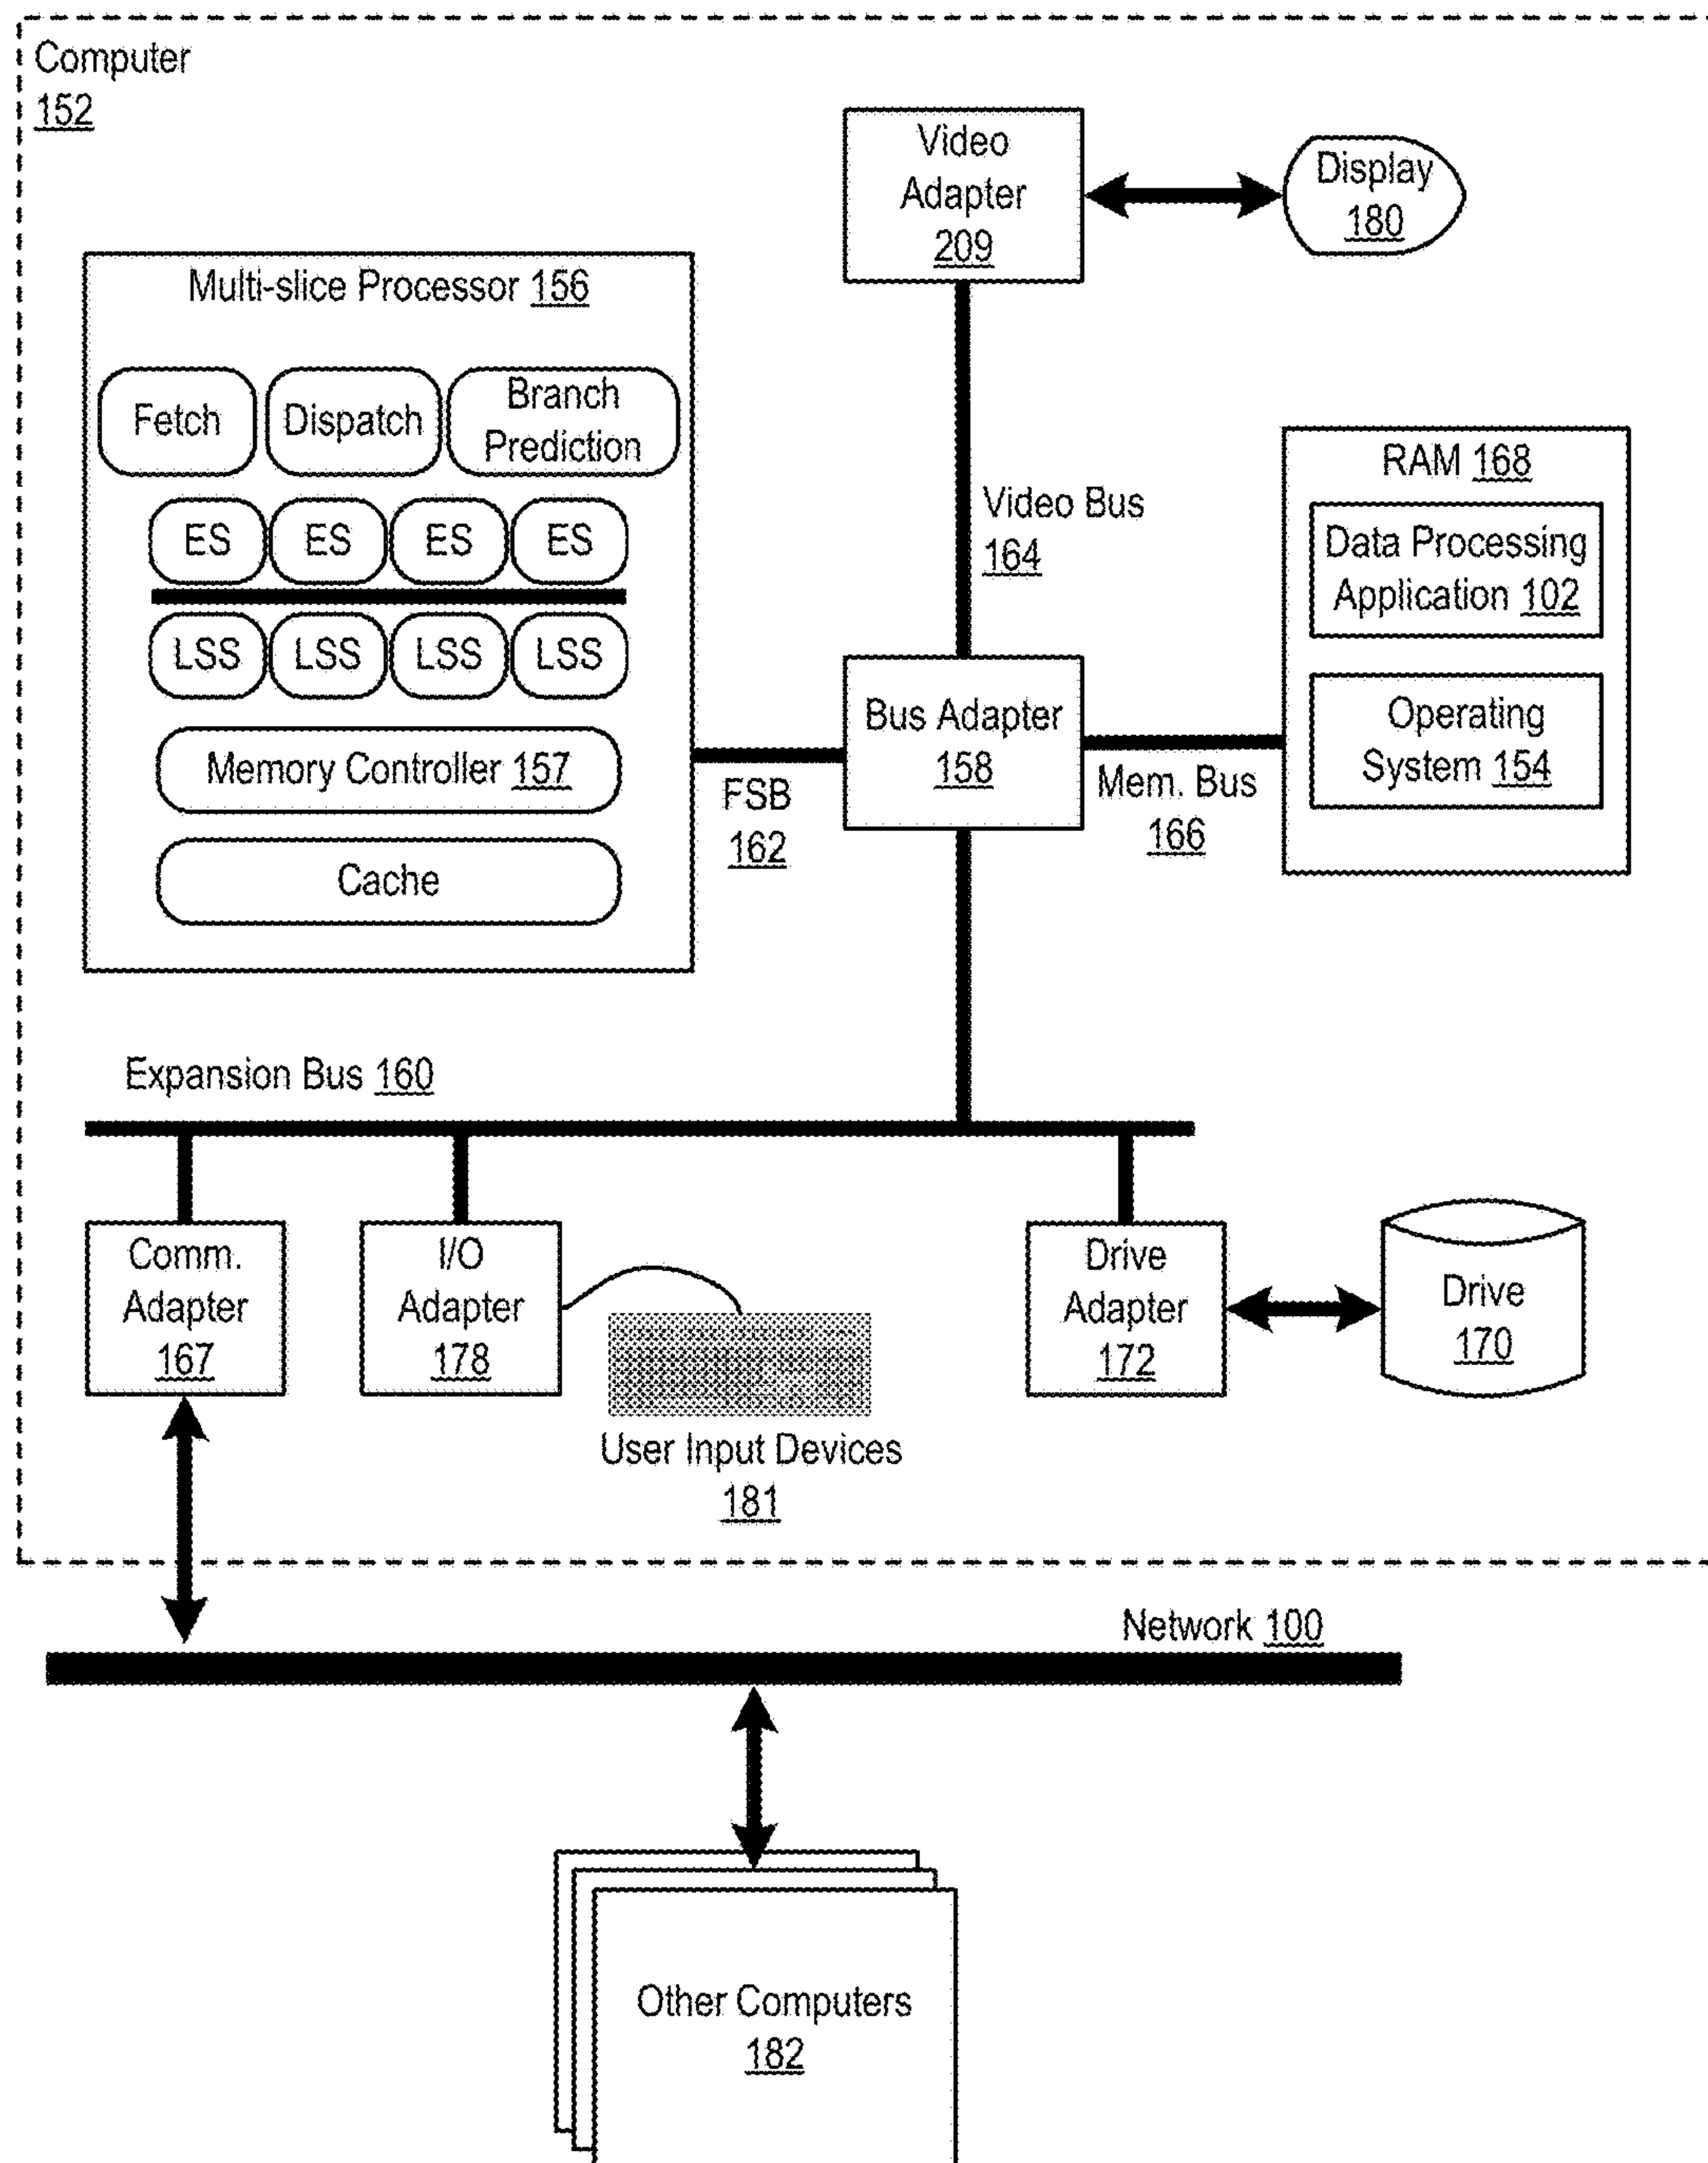 Computer
152
Video
Adapter
209
Display
180
Multi-slice Processor 156
Fetch
Dispatch
Branch
Prediction
ES
ES
ES
ES
LSS
LSS
LSS
LSS
Memory Controller 157
Cache
Video Bus
164
RAM 168
Data Processing
Application 102
Operating
System 154
Bus Adapter
158
FSB
162
Mem. Bus
166
Expansion Bus 160
Comm.
Adapter
167
I/O
Adapter
178
User Input Devices
181
Drive
Adapter
172
Drive
170
Network 100
Other Computers
182